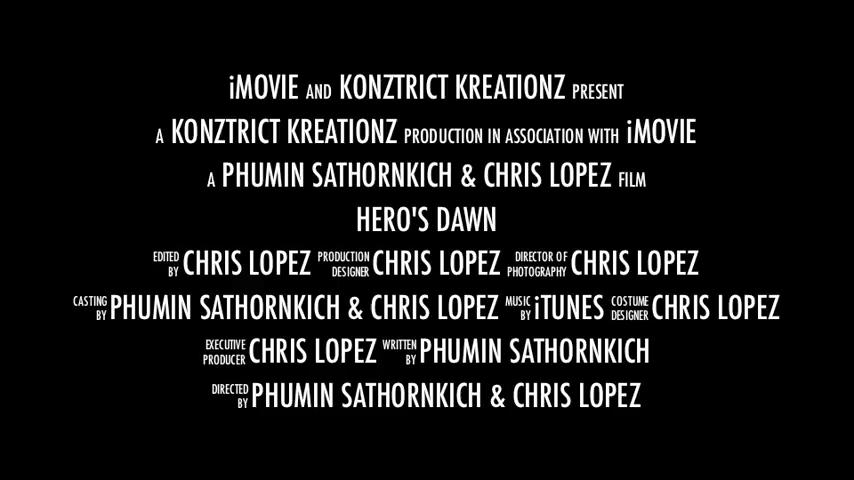 iMOVIE AND KONZTRICT KREATIONZ PRESENT
A KONZTRICT KREATIONZ PRODUCTION IN ASSOCIATION WITH iMOVIE
A PHUMIN SATHORNKICH & CHRIS LOPEZ FILM
HERO'S DAWN
EDITED BY CHRIS LOPEZ PRODUCTION DESIGNER CHRIS LOPEZ DIRECTOR OF PHOTOGRAPHY CHRIS LOPEZ
CASTING BY PHUMIN SATHORNKICH & CHRIS LOPEZ MUSIC BY iTUNES COSTUME DESIGNER CHRIS LOPEZ
EXECUTIVE PRODUCER CHRIS LOPEZ WRITTEN BY PHUMIN SATHORNKICH
DIRECTED BY PHUMIN SATHORNKICH & CHRIS LOPEZ